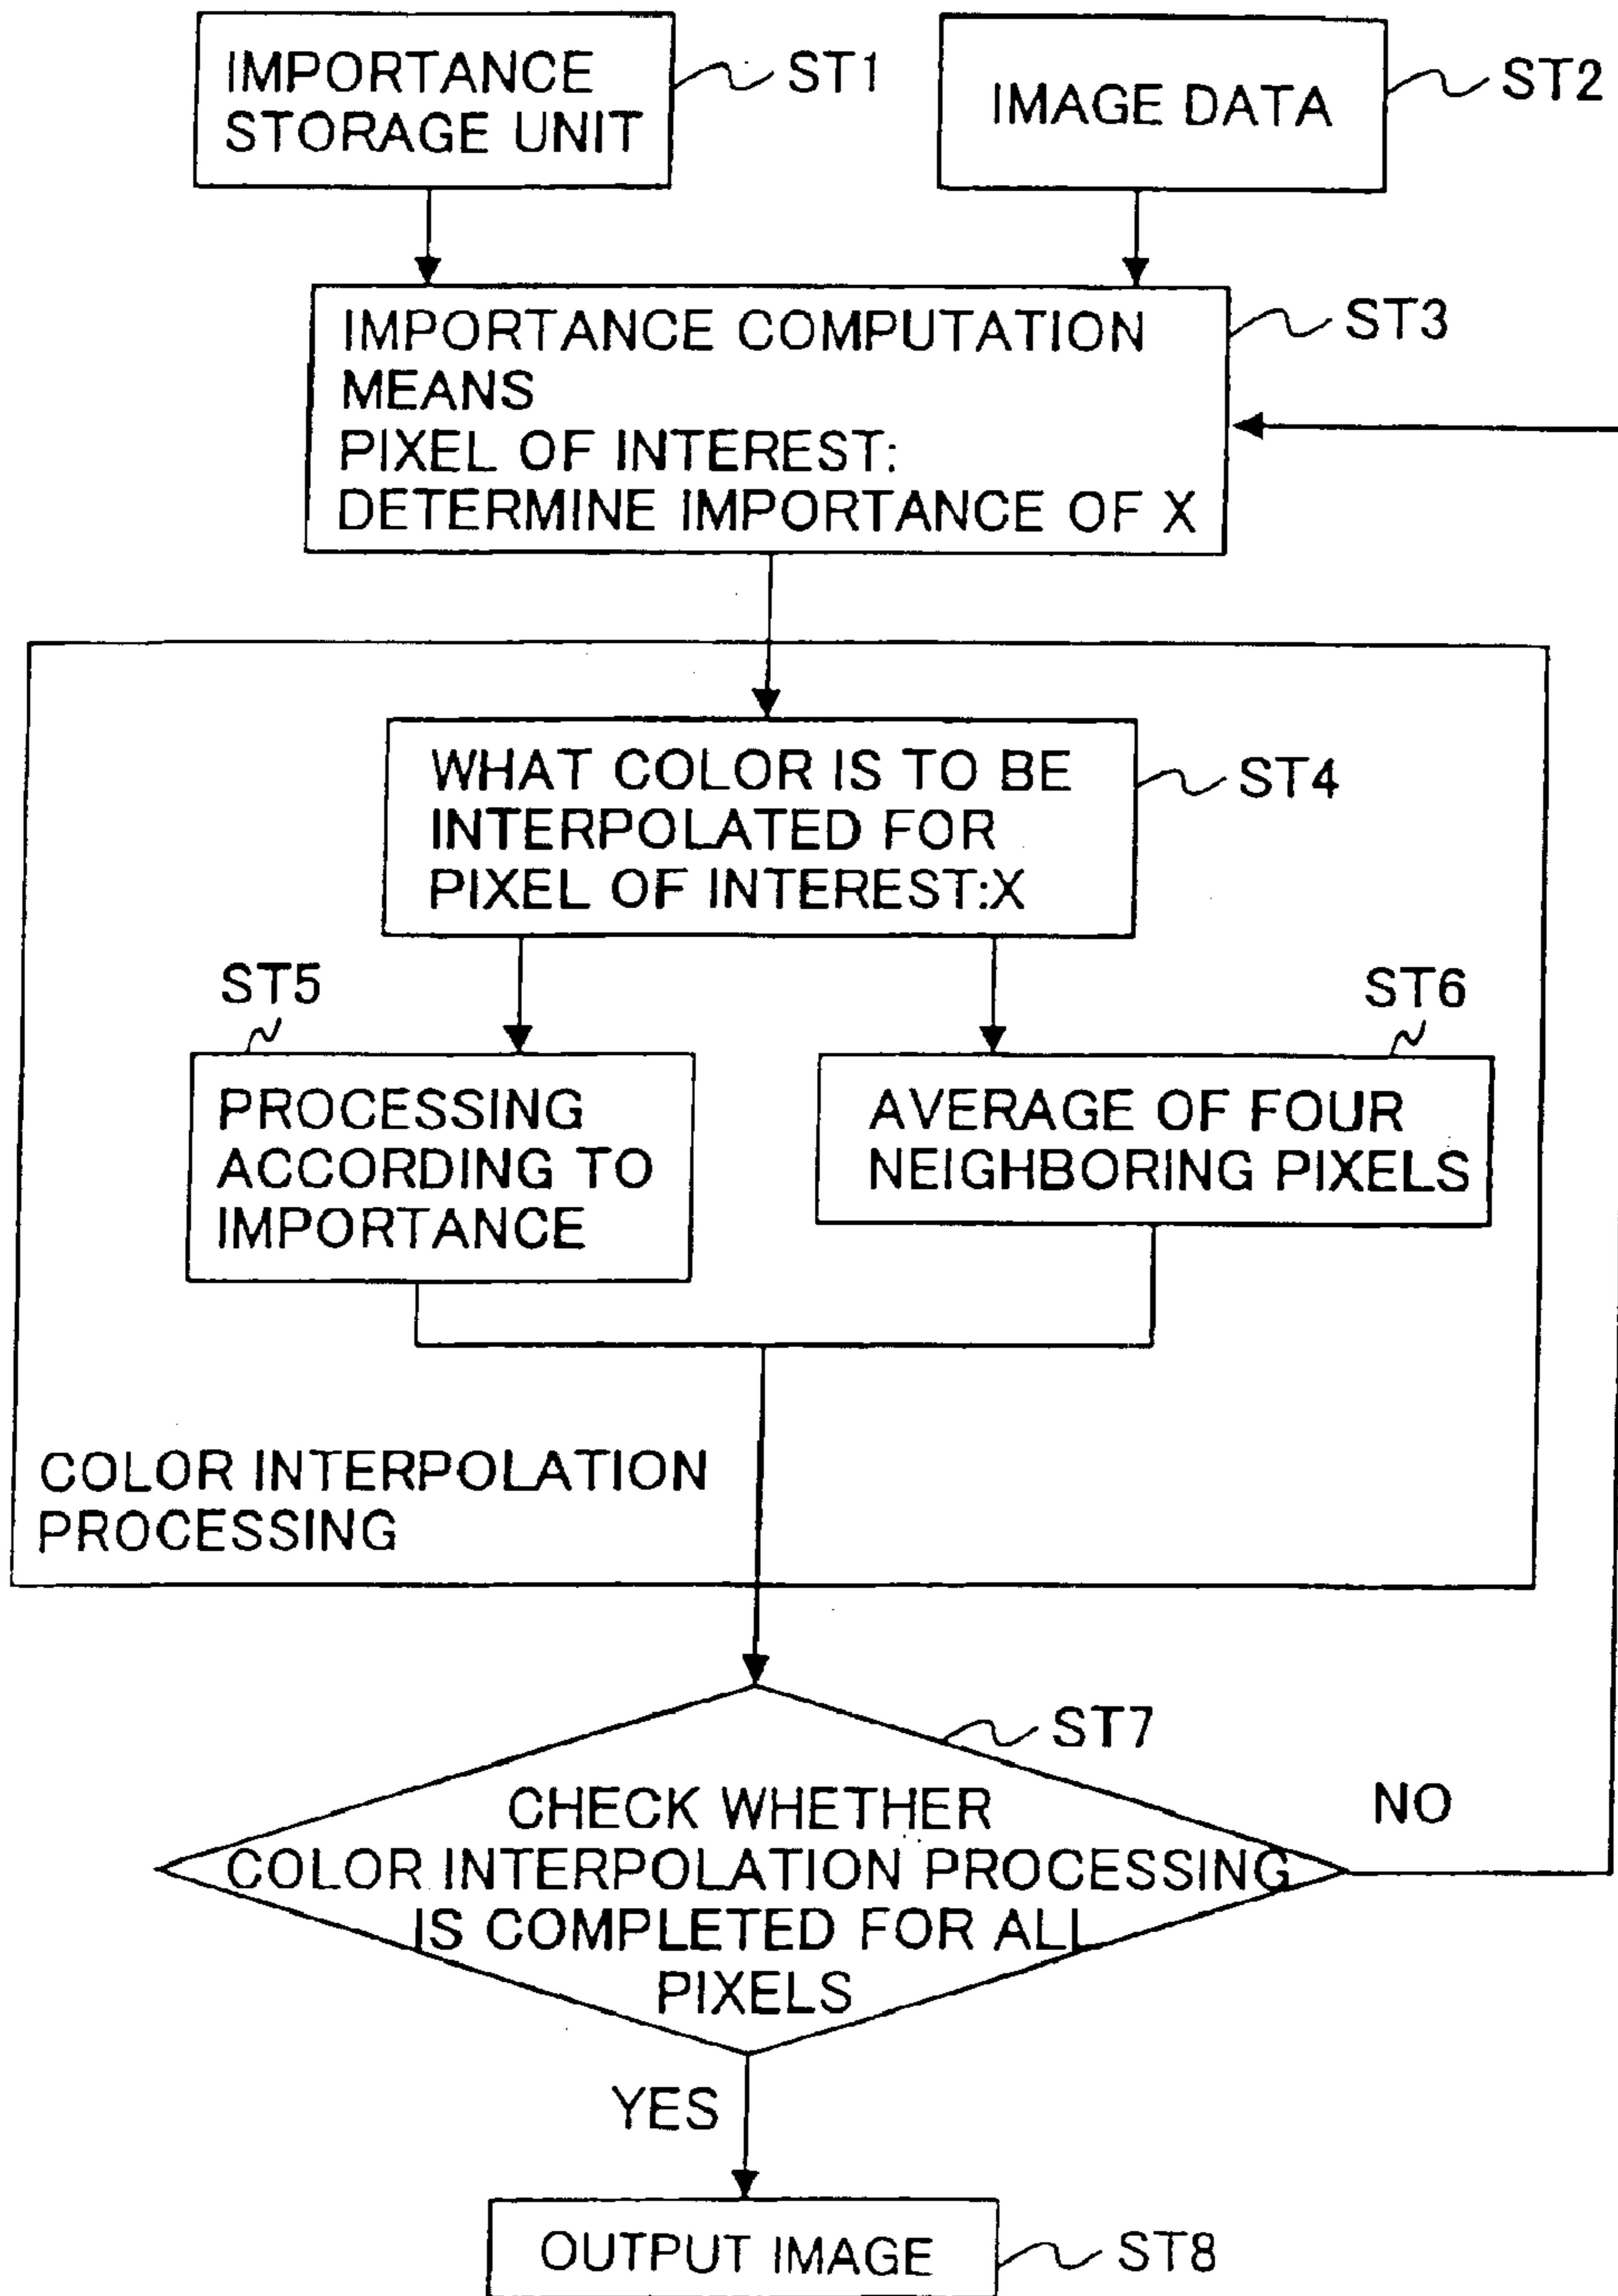 IMPORTANCE
STORAGE UNIT
ST1
IMAGE DATA
ST2
IMPORTANCE COMPUTATION
MEANS
PIXEL OF INTEREST:
DETERMINE IMPORTANCE OF X
ST3
WHAT COLOR IS TO BE
INTERPOLATED FOR
PIXEL OF INTEREST:X
ST4
ST5
PROCESSING
ACCORDING TO
IMPORTANCE
ST6
AVERAGE OF FOUR
NEIGHBORING PIXELS
COLOR INTERPOLATION
PROCESSING
ST7
CHECK WHETHER
COLOR INTERPOLATION PROCESSING
IS COMPLETED FOR ALL
PIXELS
NO
YES
OUTPUT IMAGE
ST8